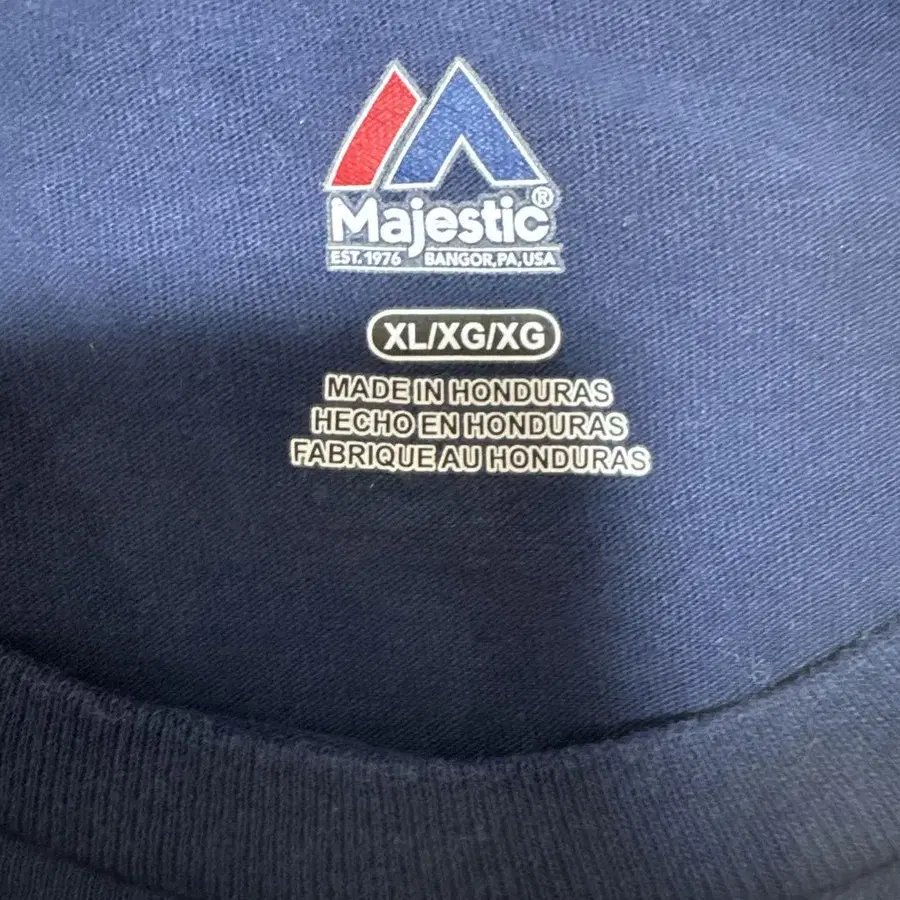 Majestic®
EST. 1976 BANGOR, PA, USA
XL/XG/XG
MADE IN HONDURAS
HECHO EN HONDURAS
FABRIQUE AU HONDURAS